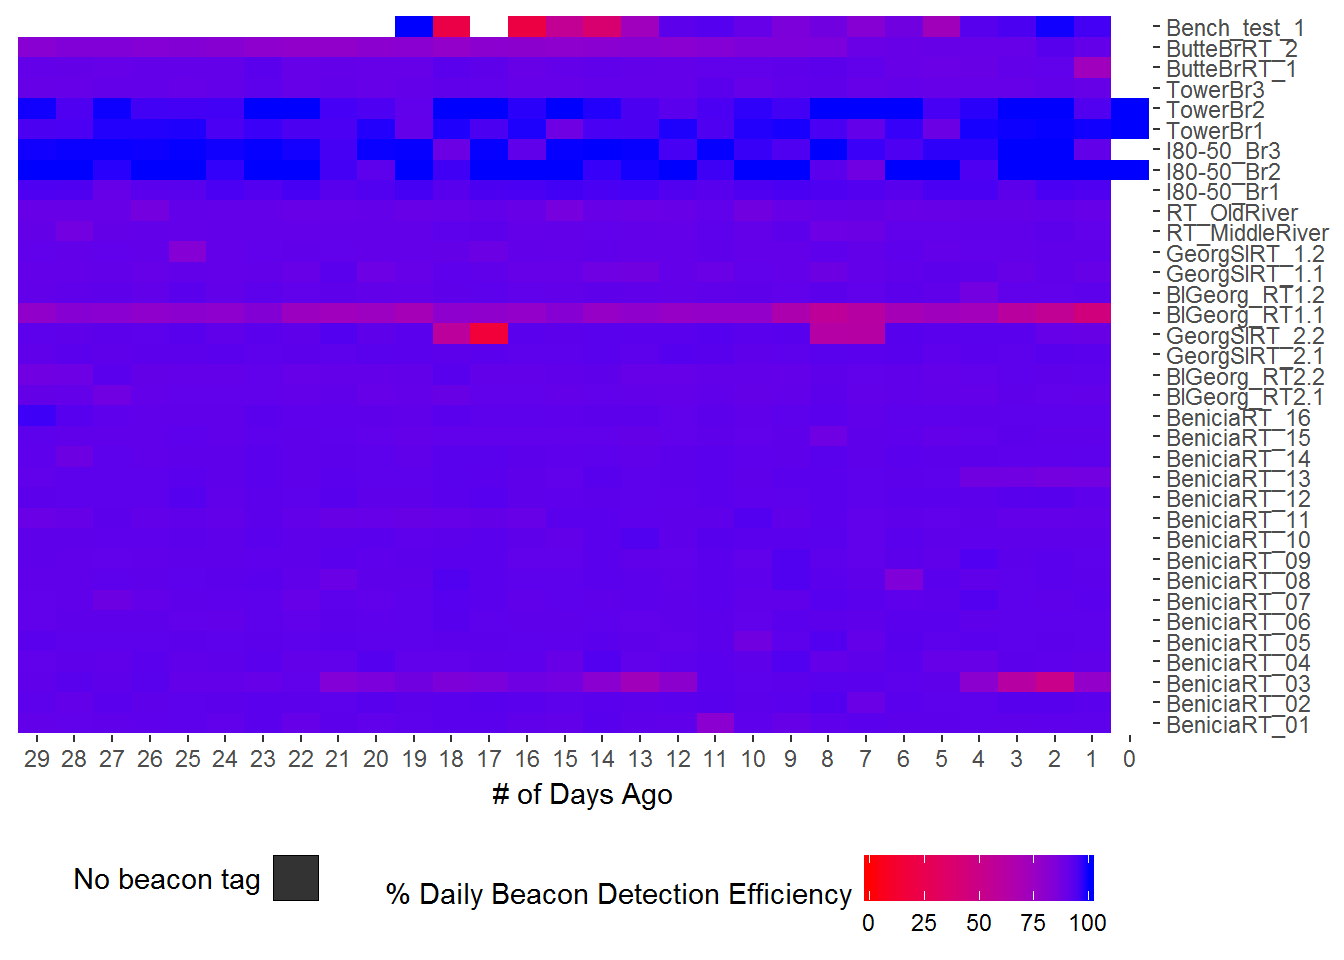 Bench_test_1
ButteBrRT_2
ButteBrRT_1
TowerBr3
TowerBr2
TowerBr1
I80-50_Br3
I80-50_Br2
I80-50_Br1
RT_OldRiver
RT_MiddleRiver
GeorgSlRT_1.2
GeorgSlRT_1.1
BlGeorg_RT1.2
BlGeorg_RT1.1
GeorgSlRT_2.2
GeorgSlRT_2.1
BlGeorg_RT2.2
BlGeorg_RT2.1
BeniciaRT_16
BeniciaRT_15
BeniciaRT_14
BeniciaRT_13
BeniciaRT_12
BeniciaRT_11
BeniciaRT_10
BeniciaRT_09
BeniciaRT_08
BeniciaRT_07
BeniciaRT_06
BeniciaRT_05
BeniciaRT_04
BeniciaRT_03
BeniciaRT_02
BeniciaRT_01
29 28 27 26 25 24 23 22 21 20 19 18 17 16 15 14 13 12 11 10 9 8 7 6 5 4 3 2 1 0
# of Days Ago
No beacon tag
% Daily Beacon Detection Efficiency
0 25 50 75 100